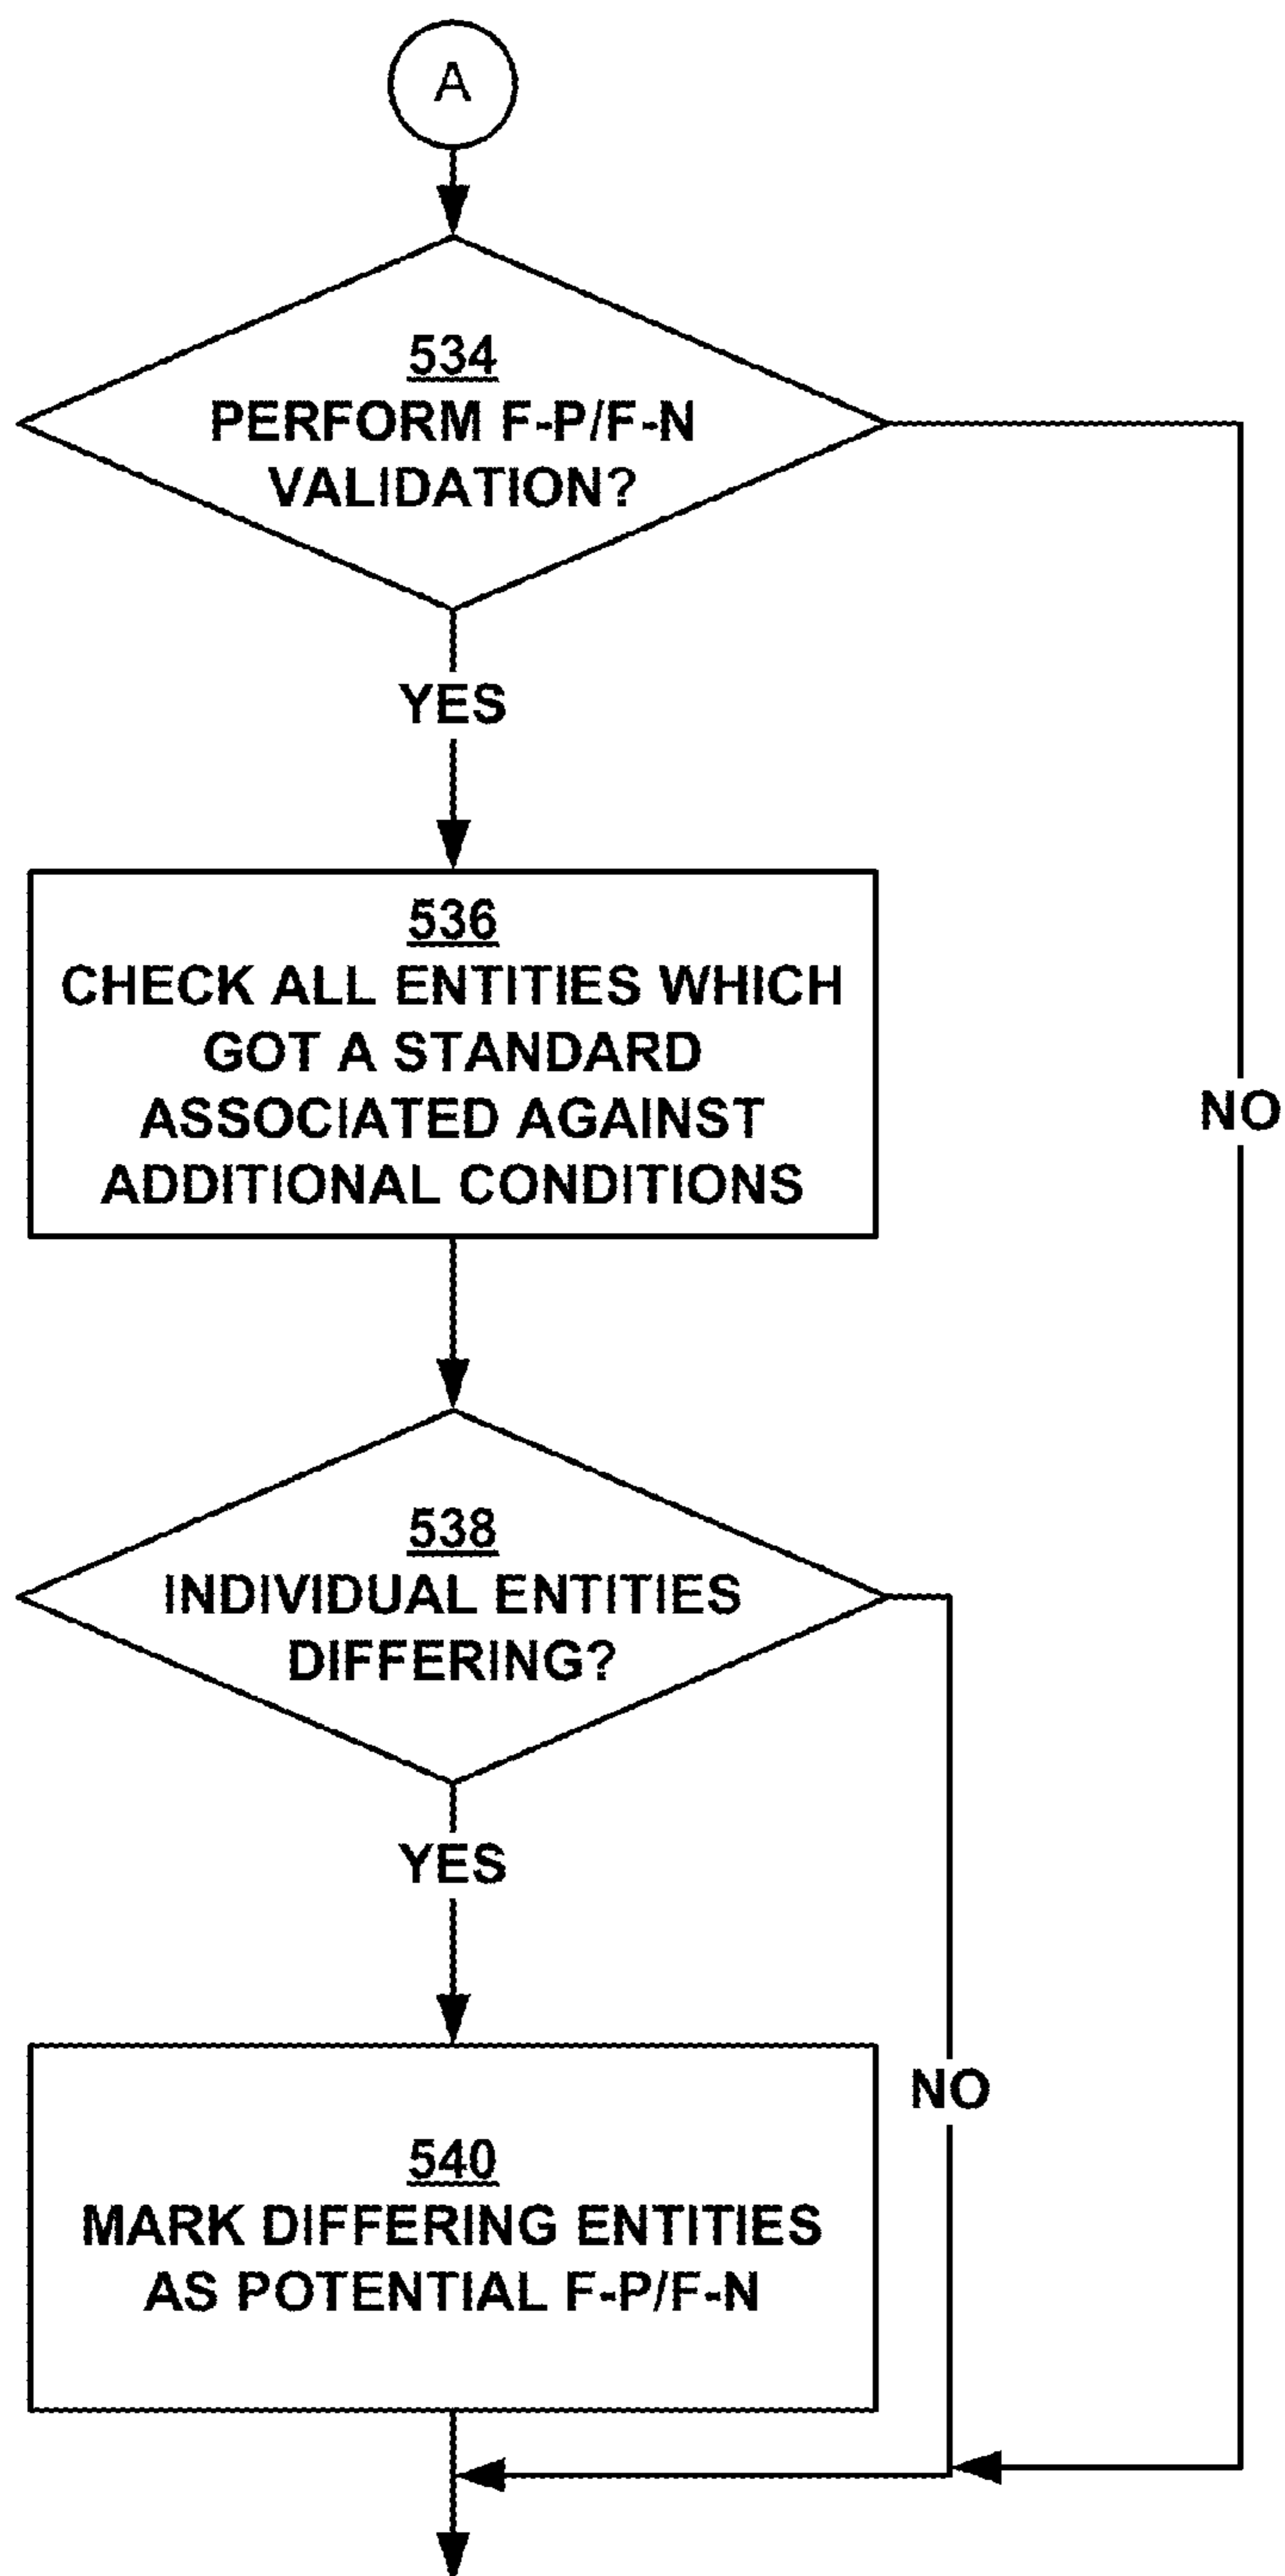 A
534
PERFORM F-P/F-N
VALIDATION?
YES
536
CHECK ALL ENTITIES WHICH
GOT A STANDARD
ASSOCIATED AGAINST
ADDITIONAL CONDITIONS
NO
538
INDIVIDUAL ENTITIES
DIFFERING?
YES
NO
540
MARK DIFFERING ENTITIES
AS POTENTIAL F-P/F-N